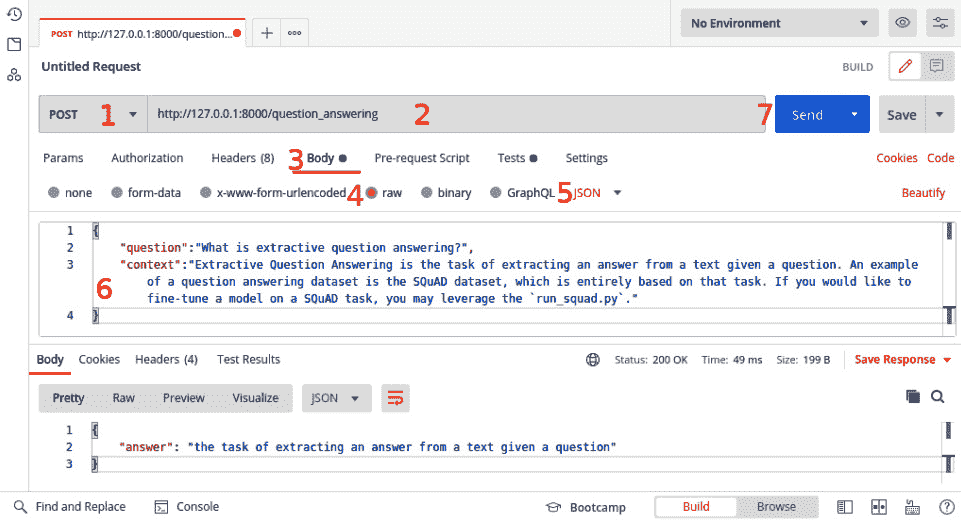 POST http://127.0.0.1:8000/question... + ooo No Environment
Untitled Request BUILD
POST 1 http://127.0.0.1:8000/question_answering 2 7 Send Save
Params Authorization Headers (8) 3 Body Pre-request Script Tests Settings Cookies Code
none form-data x-www-form-urlencoded 4 raw binary GraphQL 5 JSON Beautify
1 {
2 "question":"What is extractive question answering?",
3 "context":"Extractive Question Answering is the task of extracting an answer from a text given a question. An example
6 of a question answering dataset is the SQuAD dataset, which is entirely based on that task. If you would like to
fine-tune a model on a SQuAD task, you may leverage the `run_squad.py`."
4 }
Body Cookies Headers (4) Test Results Status: 200 OK Time: 49 ms Size: 199 B Save Response
Pretty Raw Preview Visualize JSON
1 {
2 "answer": "the task of extracting an answer from a text given a question"
3 }
Find and Replace Console Bootcamp Build Browse